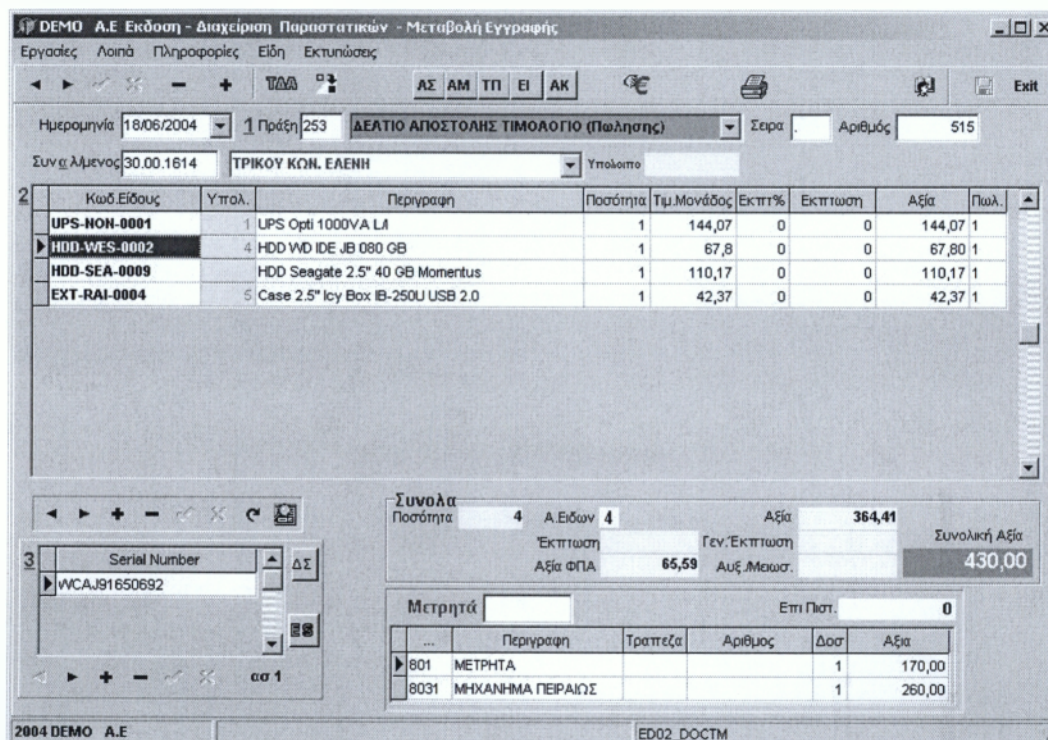 DEMO Α.Ε Εκδοση - Διαχείριση Παραστατικών - Μεταβολή Εγγραφής
Εργασίες Λοιπά Πληροφορίες Είδη Εκτυπώσεις
ΤΔΑ ΑΣ ΑΜ ΤΠ ΕΙ ΑΚ Exit
Ημερομηνία 18/06/2004 1 Πράξη 253 ΔΕΛΤΙΟ ΑΠΟΣΤΟΛΗΣ ΤΙΜΟΛΟΓΙΟ (Πωλησης) Σειρα . Αριθμός 515
Συναλ/μενος 30.00.1614 ΤΡΙΚΟΥ ΚΩΝ. ΕΛΕΝΗ Υπολοιπο
2 Κωδ.Είδους Υπολ. Περιγραφη Ποσότητα Τιμ.Μονάδος Εκπτ% Εκπτωση Αξία Πωλ.
UPS-NON-0001 1 UPS Opti 1000VA L/I 1 144,07 0 0 144,07 1
HDD-WES-0002 4 HDD WD IDE JB 080 GB 1 67,8 0 0 67,80 1
HDD-SEA-0009 HDD Seagate 2.5" 40 GB Momentus 1 110,17 0 0 110,17 1
EXT-RAI-0004 5 Case 2.5" Icy Box IB-250U USB 2.0 1 42,37 0 0 42,37 1
Συνολα
Ποσότητα 4 Α.Ειδων 4 Αξία 364,41
Έκπτωση Γεν.Έκπτωση Συνολική Αξία
Αξία ΦΠΑ 65,59 Αυξ./Μειωσ. 430,00
3 Serial Number ΔΣ
WCAJ91650692
αα 1
Μετρητά Επι Πιστ. 0
... Περιγραφη Τραπεζα Αριθμος Δοσ Αξια
801 ΜΕΤΡΗΤΑ 1 170,00
8031 ΜΗΧΑΝΗΜΑ ΠΕΙΡΑΙΩΣ 1 260,00
2004 DEMO Α.Ε ED02_DOCTM